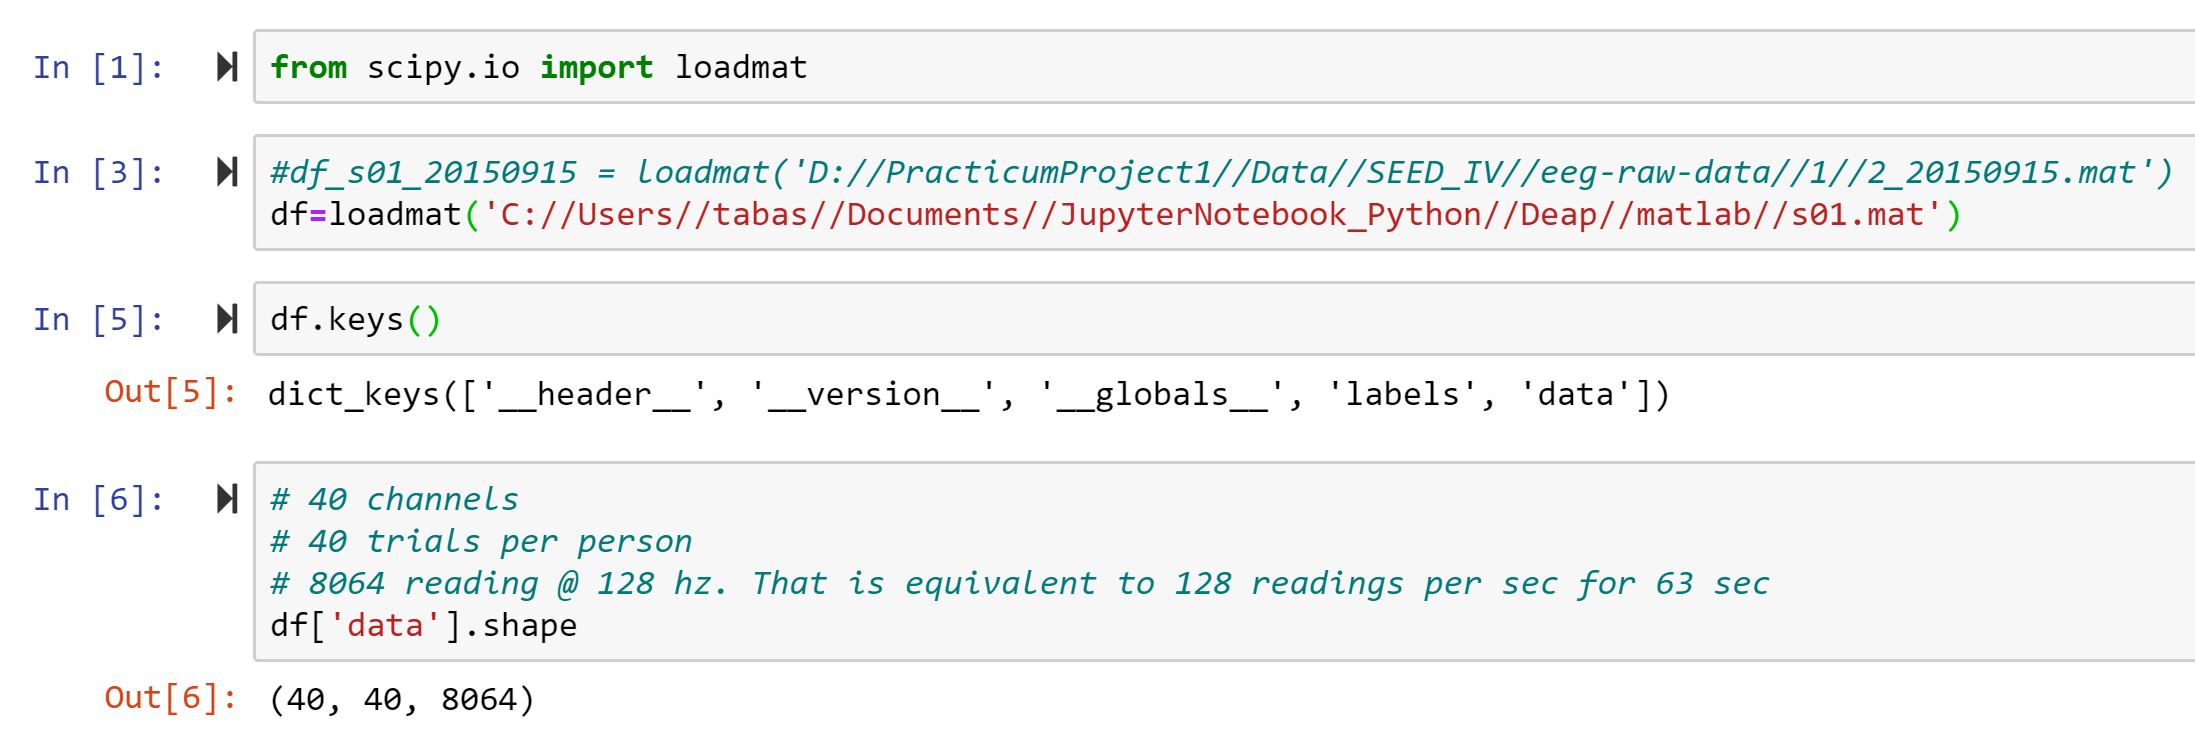 In [1]: from scipy.io import loadmat
In [3]: #df_s01_20150915 = loadmat('D://PracticumProject1//Data//SEED_IV//eeg-raw-data//1//2_20150915.mat')
df=loadmat('C://Users//tabas//Documents//JupyterNotebook_Python//Deap//matlab//s01.mat')
In [5]: df.keys()
Out[5]: dict_keys(['__header__', '__version__', '__globals__', 'labels', 'data'])
In [6]: # 40 channels
# 40 trials per person
# 8064 reading @ 128 hz. That is equivalent to 128 readings per sec for 63 sec
df['data'].shape
Out[6]: (40, 40, 8064)